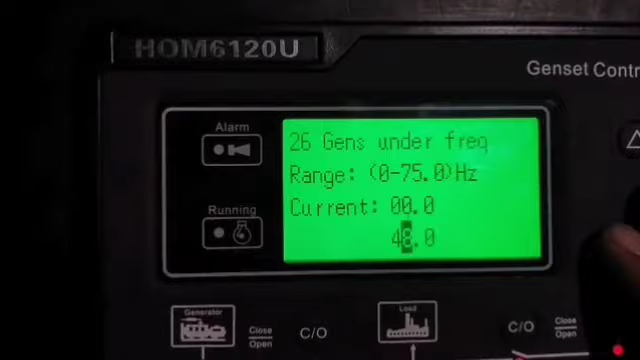 HGM6120U
Genset Contr
Alarm
26 Gens under freq
Range: (0-75.0)Hz
Current: 00.0
48.0
Running
Generator
Close
Open
C/O
Load
C/O
Close
Open